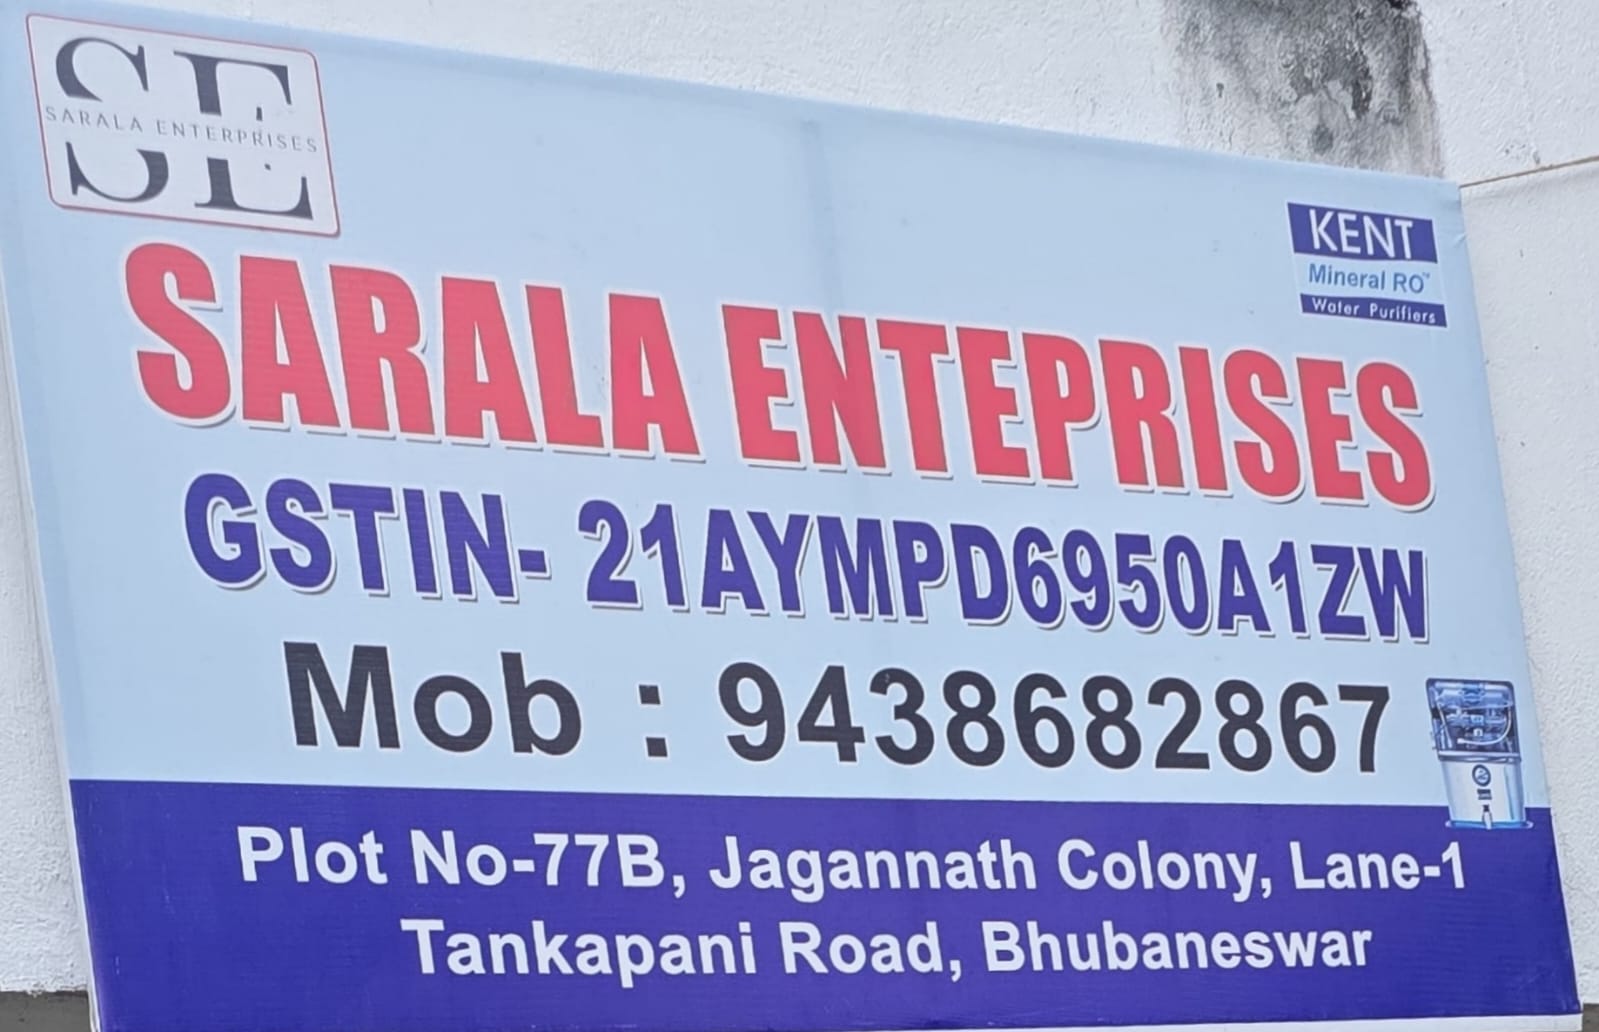 SE
SARALA ENTERPRISES
KENT
Mineral RO™
Water Purifiers
SARALA ENTEPRISES
GSTIN- 21AYMPD6950A1ZW
Mob : 9438682867
Plot No-77B, Jagannath Colony, Lane-1
Tankapani Road, Bhubaneswar